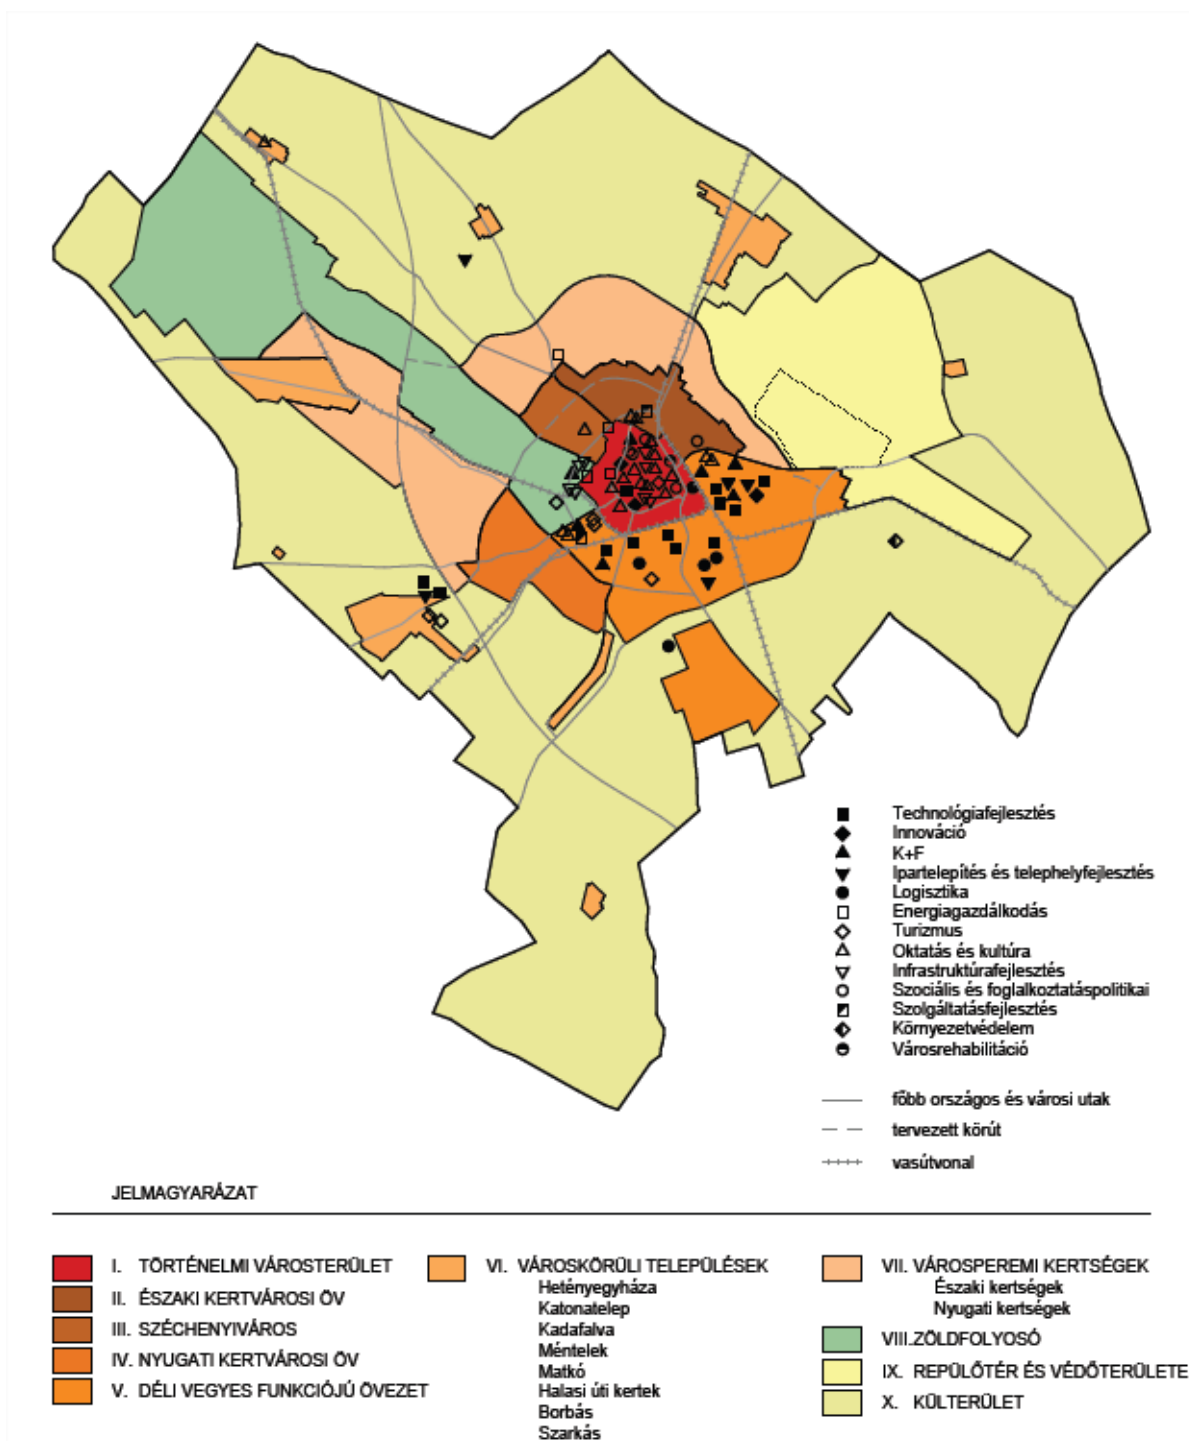 Technológiafejlesztés
Innováció
K+F
Ipartelepítés és telephelyfejlesztés
Logisztika
Energiagazdálkodás
Turizmus
Oktatás és kultúra
Infrastruktúrafejlesztés
Szociális és foglalkoztatáspolitikai
Szolgáltatásfejlesztés
Környezetvédelem
Városrehabilitáció
főbb országos és városi utak
tervezett körút
vasútvonal
JELMAGYARÁZAT
I. TÖRTÉNELMI VÁROSTERÜLET
II. ÉSZAKI KERTVÁROSI ÖV
III. SZÉCHENYIVÁROS
IV. NYUGATI KERTVÁROSI ÖV
V. DÉLI VEGYES FUNKCIÓJÚ ÖVEZET
VI. VÁROSKÖRÜLI TELEPÜLÉSEK
Hetényegyháza
Katonatelep
Kadafalva
Méntelek
Matkó
Halasi úti kertek
Borbás
Szarkás
VII. VÁROSPEREMI KERTSÉGEK
Északi kertségek
Nyugati kertségek
VIII.ZÖLDFOLYOSÓ
IX. REPÜLŐTÉR ÉS VÉDŐTERÜLETE
X. KÜLTERÜLET